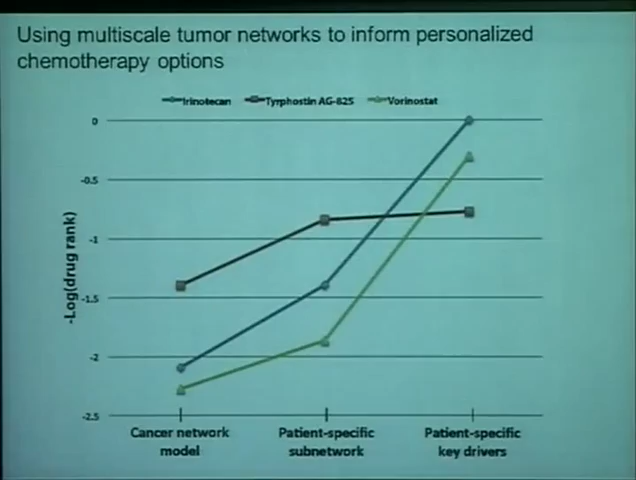 Using multiscale tumor networks to inform personalized
chemotherapy options
Irinotecan Tyrphostin AG-825 Vorinostat
0
-0.5
-1
-1.5
-2
-2.5
-Log(drug rank)
Cancer network
model
Patient-specific
subnetwork
Patient-specific
key drivers